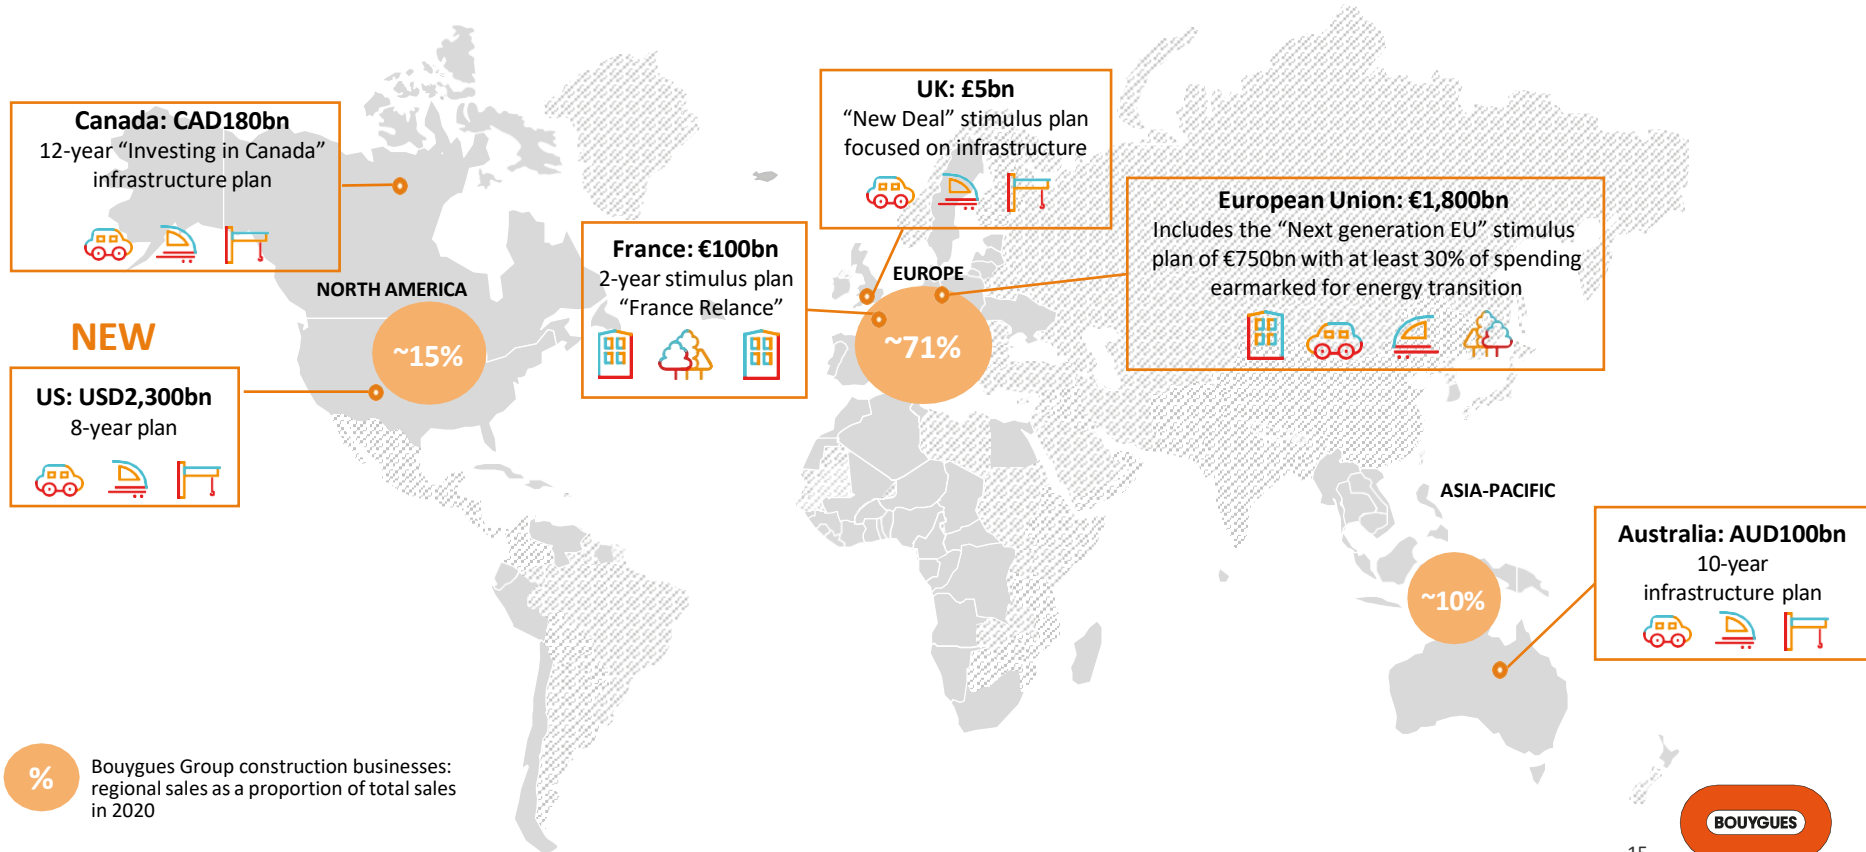 Canada: CAD180bn
12-year “Investing in Canada”
infrastructure plan
NORTH AMERICA
~15%
NEW
US: USD2,300bn
8-year plan
France: €100bn
2-year stimulus plan
“France Relance”
UK: £5bn
“New Deal” stimulus plan
focused on infrastructure
EUROPE
~71%
European Union: €1,800bn
Includes the “Next generation EU” stimulus
plan of €750bn with at least 30% of spending
earmarked for energy transition
ASIA-PACIFIC
~10%
Australia: AUD100bn
10-year
infrastructure plan
%
Bouygues Group construction businesses:
regional sales as a proportion of total sales
in 2020
BOUYGUES
15